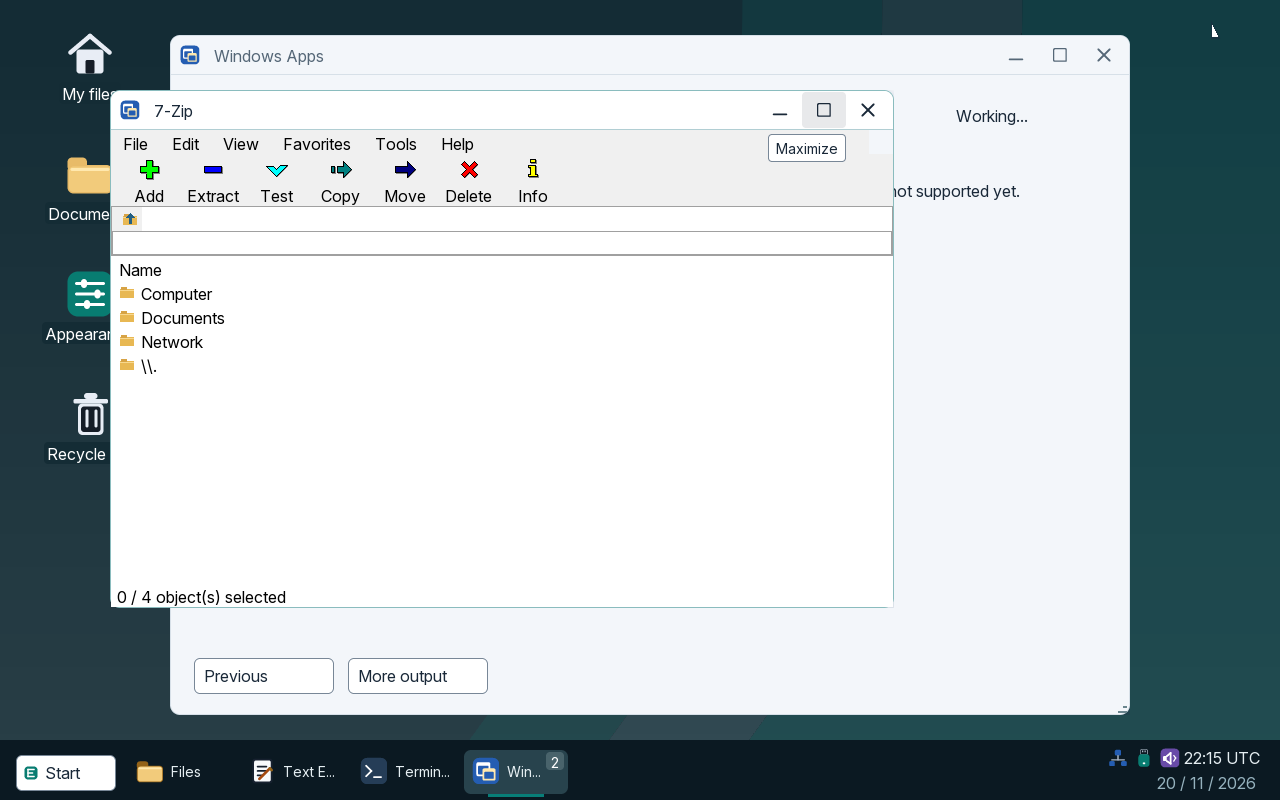 Windows Apps
My files
7-Zip
Working...
File Edit View Favorites Tools Help
Maximize
Add Extract Test Copy Move Delete Info
not supported yet.
Name
Computer
Documents
Network
\\.
Docume
Appearan
Recycle
0 / 4 object(s) selected
Previous
More output
Start
Files
Text E...
Termin...
Win...
2
22:15 UTC
20 / 11 / 2026